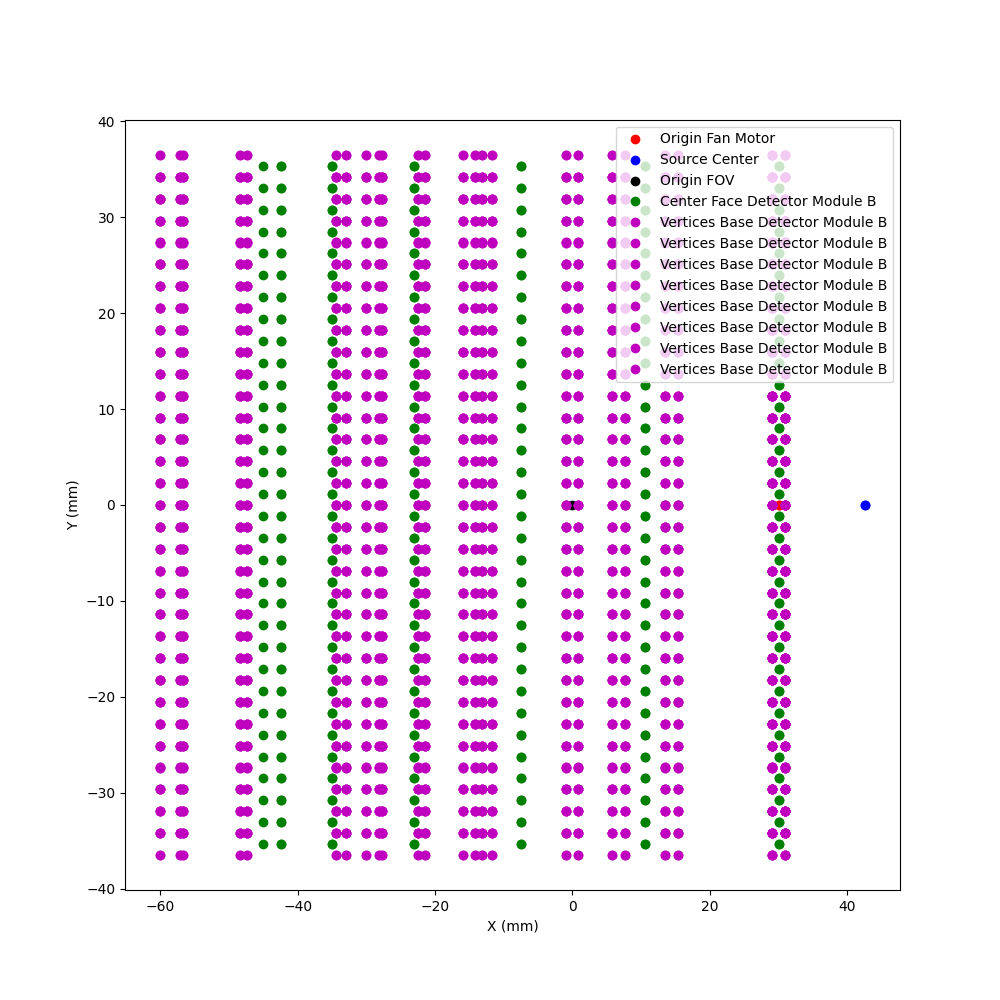 Origin Fan Motor
Source Center
Origin FOV
Center Face Detector Module B
Vertices Base Detector Module B
Vertices Base Detector Module B
Vertices Base Detector Module B
Vertices Base Detector Module B
Vertices Base Detector Module B
Vertices Base Detector Module B
Vertices Base Detector Module B
Vertices Base Detector Module B
40
30
20
10
0
−10
−20
−30
−40
Y (mm)
−60 −40 −20 0 20 40
X (mm)